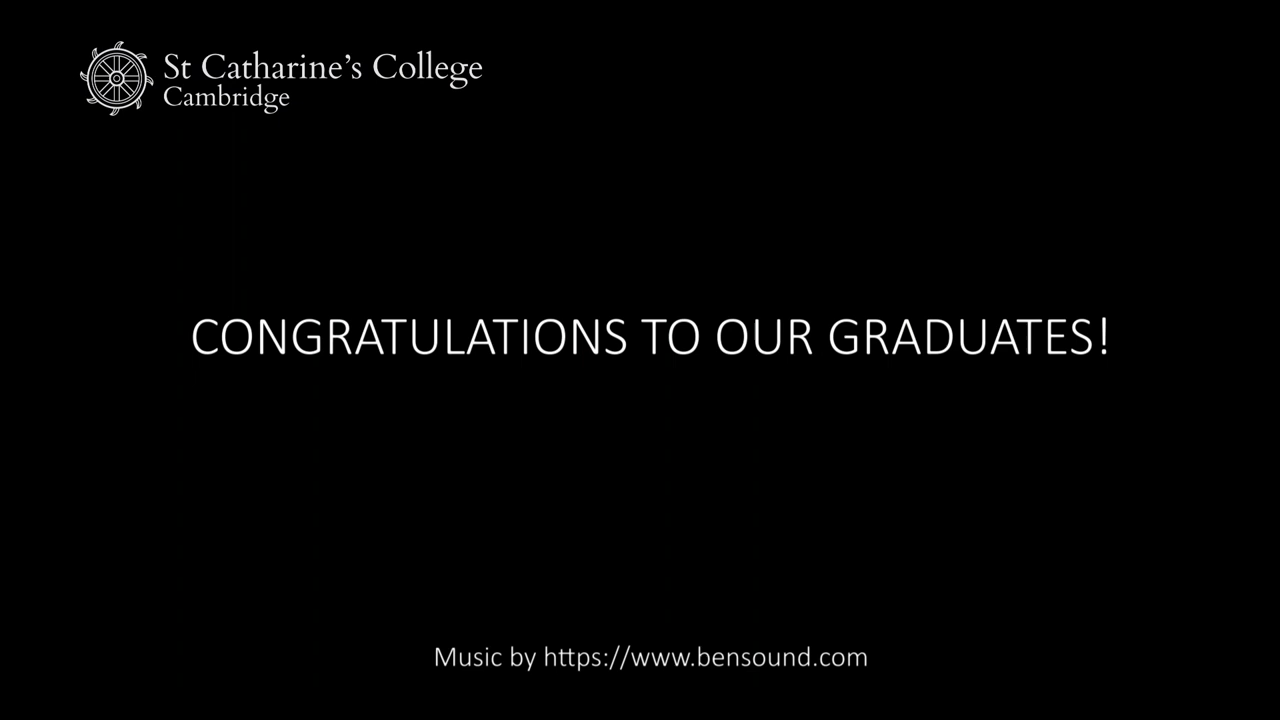 St Catharine's College
Cambridge
CONGRATULATIONS TO OUR GRADUATES!
Music by https://www.bensound.com